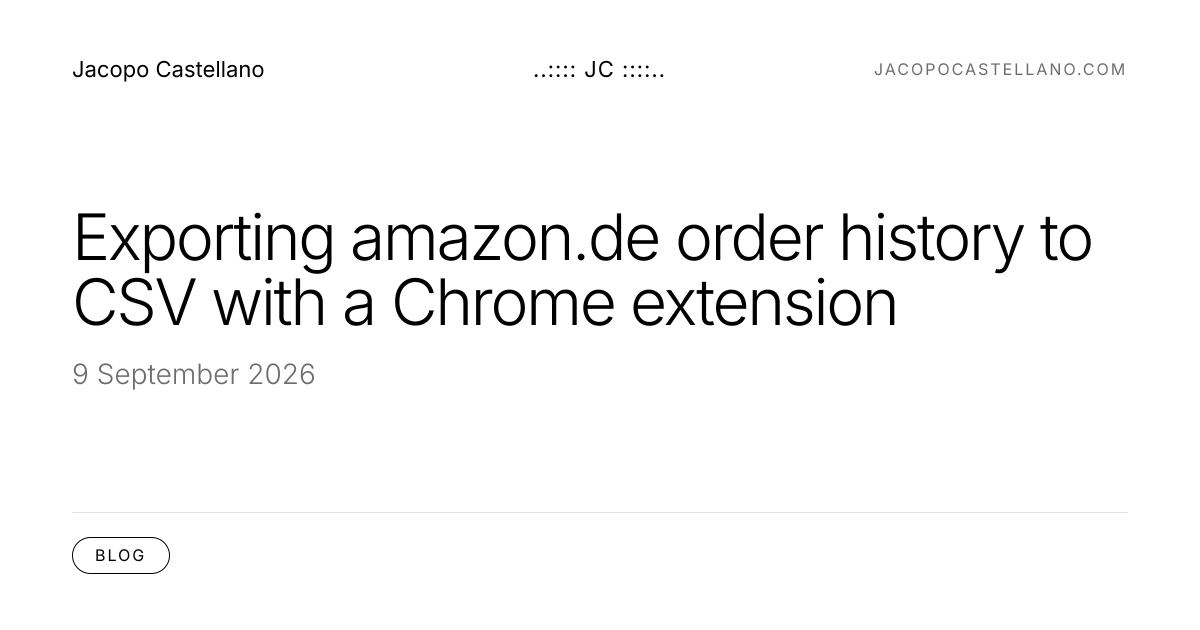 Jacopo Castellano
..:::: JC ::::..
JACOPOCASTELLANO.COM
Exporting amazon.de order history to
CSV with a Chrome extension
9 September 2026
BLOG